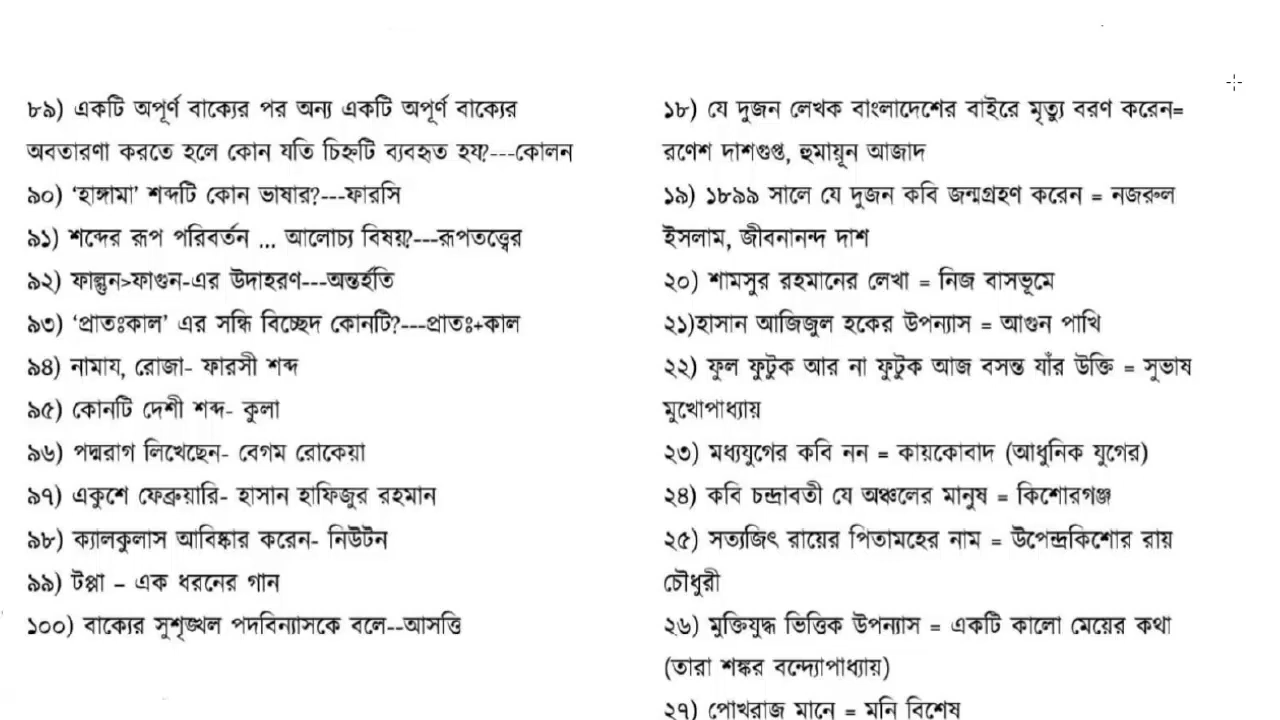 ৮৯) একটি অপূর্ণ বাক্যের পর অন্য একটি অপূর্ণ বাক্যের
অবতারণা করতে হলে কোন যতি চিহ্নটি ব্যবহৃত হয?---কোলন
৯০) ‘হাঙ্গামা’ শব্দটি কোন ভাষার?---ফারসি
৯১) শব্দের রূপ পরিবর্তন ... আলোচ্য বিষয়?---রূপতত্ত্বের
৯২) ফাল্গুন>ফাগুন-এর উদাহরণ---অন্তর্হতি
৯৩) ‘প্রাতঃকাল’ এর সন্ধি বিচ্ছেদ কোনটি?---প্রাতঃ+কাল
৯৪) নামায, রোজা- ফারসী শব্দ
৯৫) কোনটি দেশী শব্দ- কুলা
৯৬) পদ্মরাগ লিখেছেন- বেগম রোকেয়া
৯৭) একুশে ফেব্রুয়ারি- হাসান হাফিজুর রহমান
৯৮) ক্যালকুলাস আবিষ্কার করেন- নিউটন
৯৯) টপ্পা – এক ধরনের গান
১০০) বাক্যের সুশৃঙ্খল পদবিন্যাসকে বলে--আসত্তি
১৮) যে দুজন লেখক বাংলাদেশের বাইরে মৃত্যু বরণ করেন=
রণেশ দাশগুপ্ত, হুমায়ূন আজাদ
১৯) ১৮৯৯ সালে যে দুজন কবি জন্মগ্রহণ করেন = নজরুল
ইসলাম, জীবনানন্দ দাশ
২০) শামসুর রহমানের লেখা = নিজ বাসভূমে
২১)হাসান আজিজুল হকের উপন্যাস = আগুন পাখি
২২) ফুল ফুটুক আর না ফুটুক আজ বসন্ত যাঁর উক্তি = সুভাষ
মুখোপাধ্যায়
২৩) মধ্যযুগের কবি নন = কায়কোবাদ (আধুনিক যুগের)
২৪) কবি চন্দ্রাবতী যে অঞ্চলের মানুষ = কিশোরগঞ্জ
২৫) সত্যজিৎ রায়ের পিতামহের নাম = উপেন্দ্রকিশোর রায়
চৌধুরী
২৬) মুক্তিযুদ্ধ ভিত্তিক উপন্যাস = একটি কালো মেয়ের কথা
(তারা শঙ্কর বন্দ্যোপাধ্যায়)
২৭) পোখরাজ মানে = মনি বিশেষ